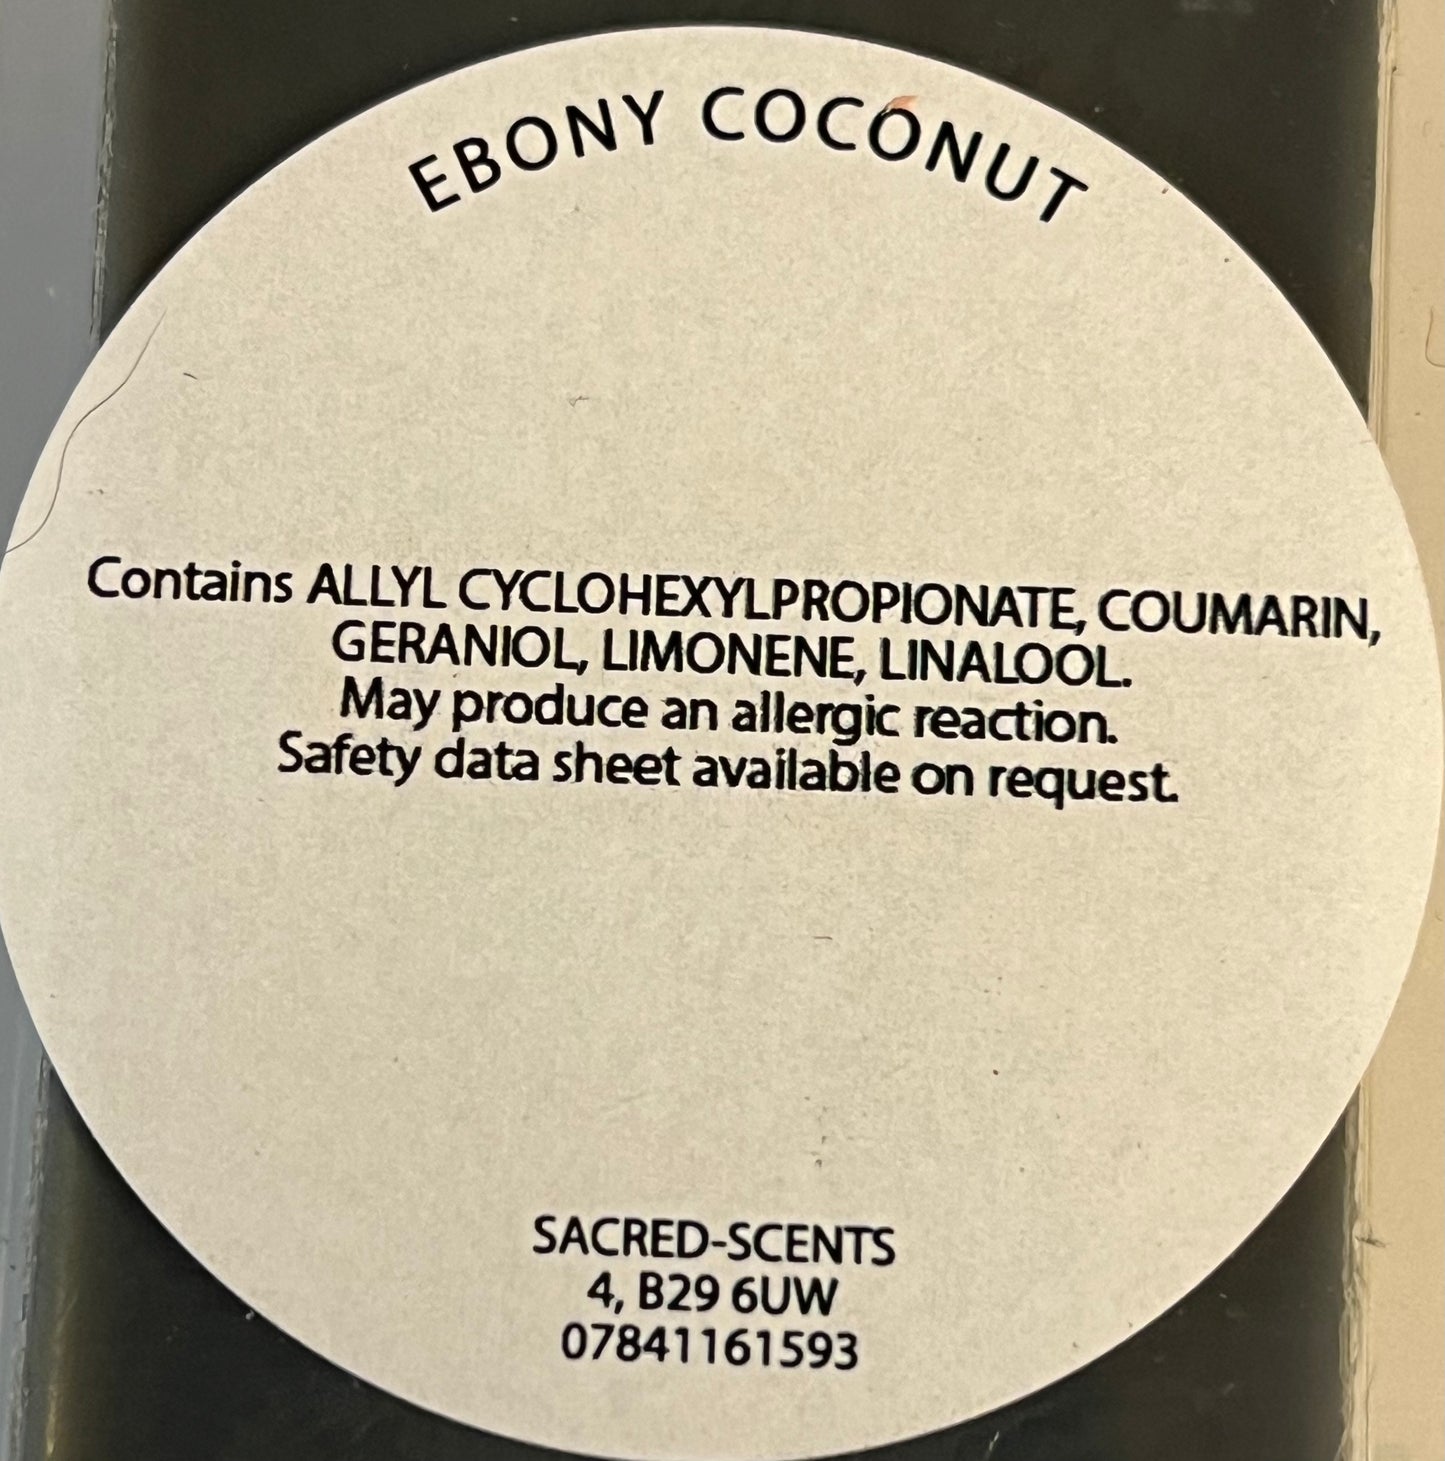 EBONY COCONUT
Contains ALLYL CYCLOHEXYLPROPIONATE, COUMARIN,
GERANIOL, LIMONENE, LINALOOL.
May produce an allergic reaction.
Safety data sheet available on request.
SACRED-SCENTS
4, B29 6UW
07841161593